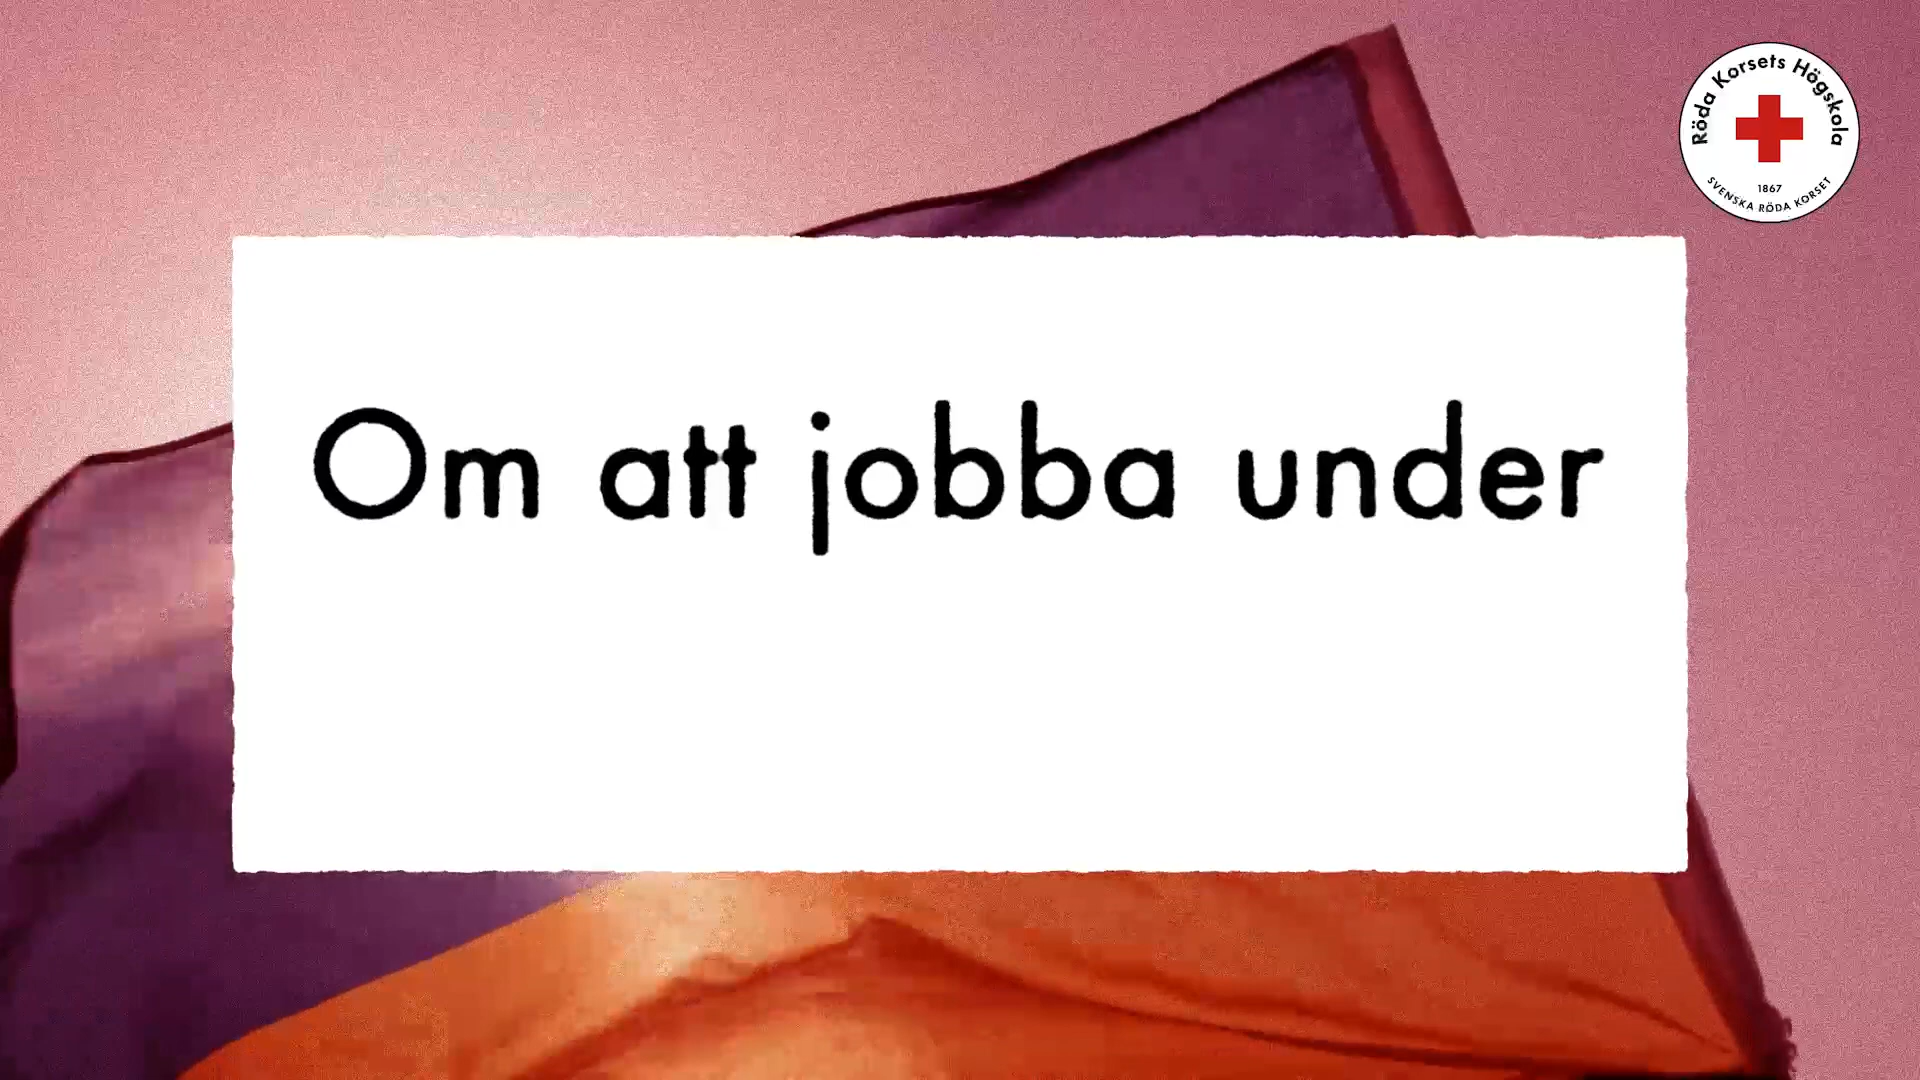 Röda Korsets Högskola
1867
SVENSKA RÖDA KORSET
Om att jobba under